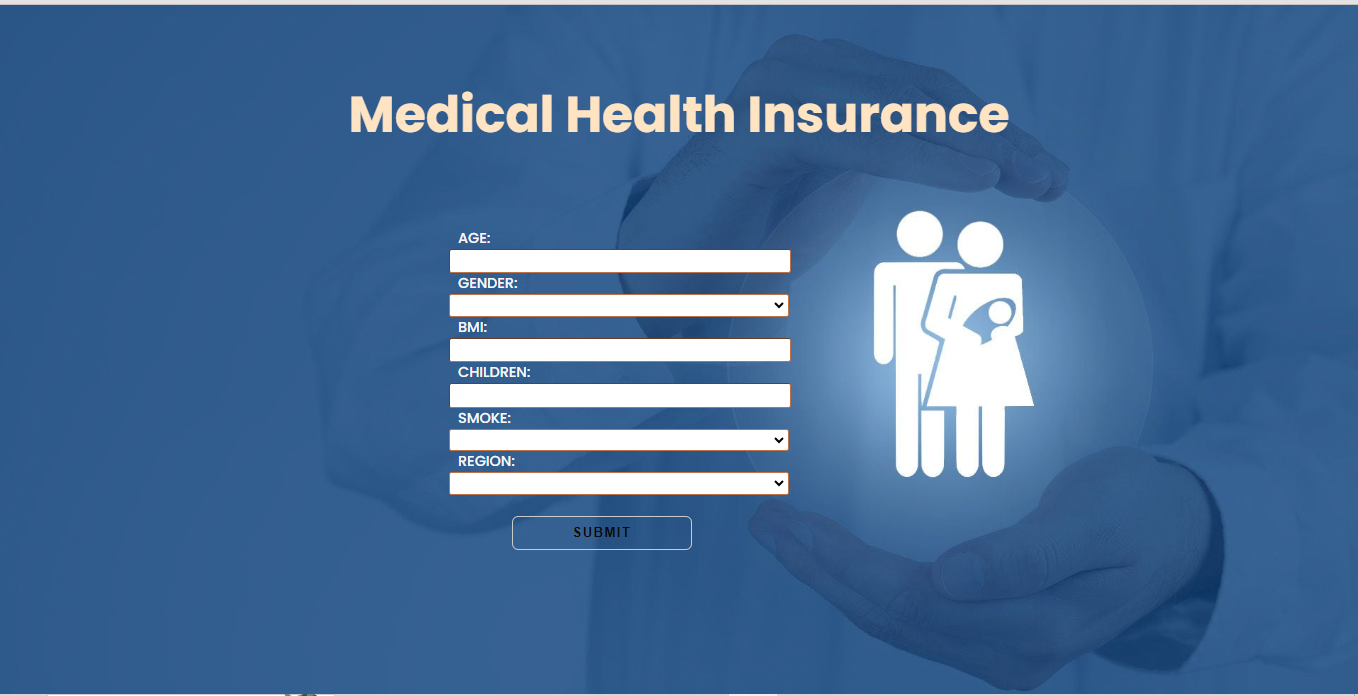 Medical Health Insurance
AGE:
GENDER:
BMI:
CHILDREN:
SMOKE:
REGION:
SUBMIT